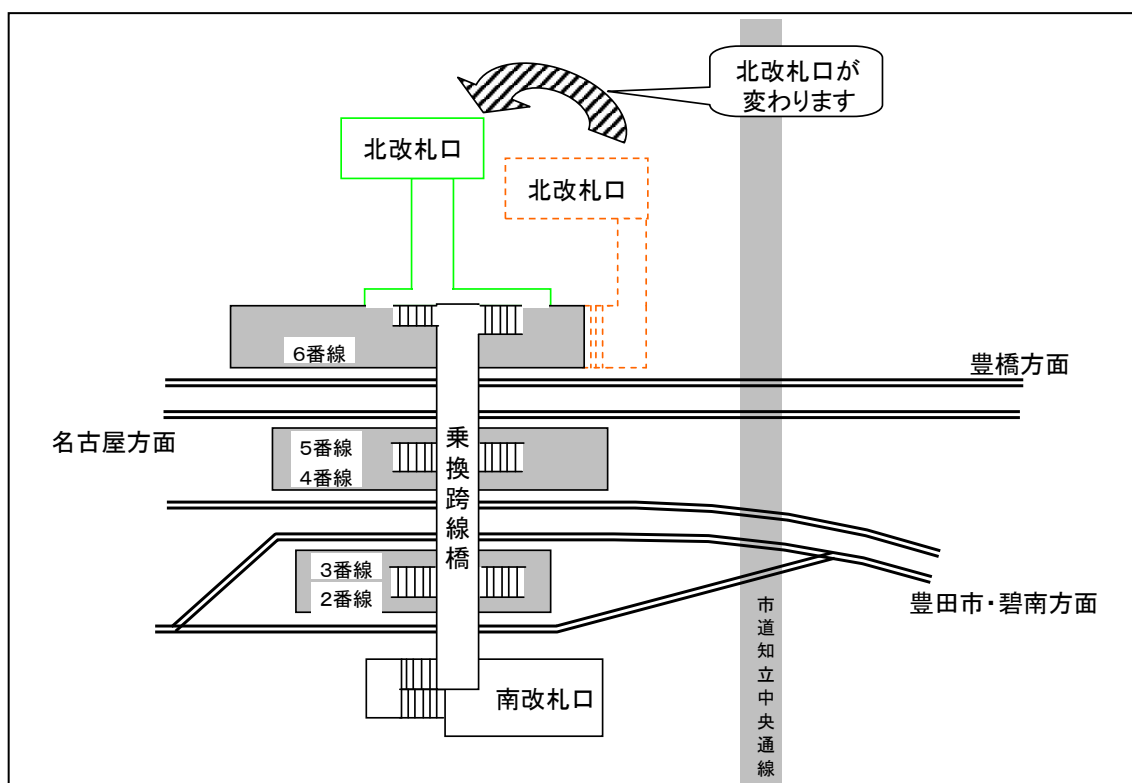 北改札口が
変わります
北改札口
北改札口
6番線
豊橋方面
名古屋方面
5番線
4番線
乗換跨線橋
3番線
2番線
豊田市・碧南方面
市道知立中央通線
南改札口